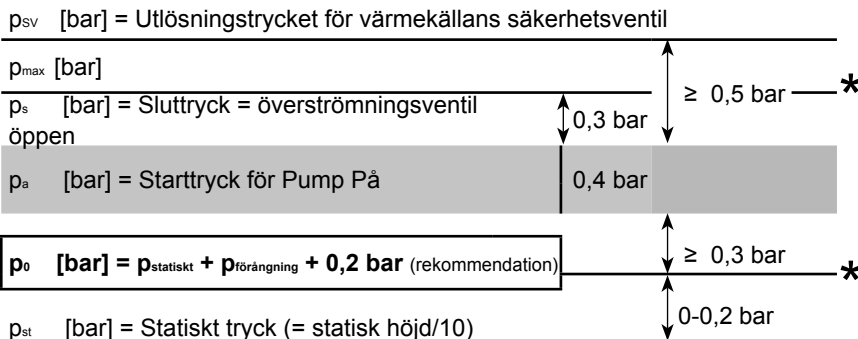 pSV [bar] = Utlösningstrycket för värmekällans säkerhetsventil
pmax [bar]
≥ 0,5 bar *
ps [bar] = Sluttryck = överströmningsventil
öppen
0,3 bar
pa [bar] = Starttryck för Pump På 0,4 bar
p0 [bar] = pstatiskt + pförångning + 0,2 bar (rekommendation)
≥ 0,3 bar *
pst [bar] = Statiskt tryck (= statisk höjd/10)
0-0,2 bar